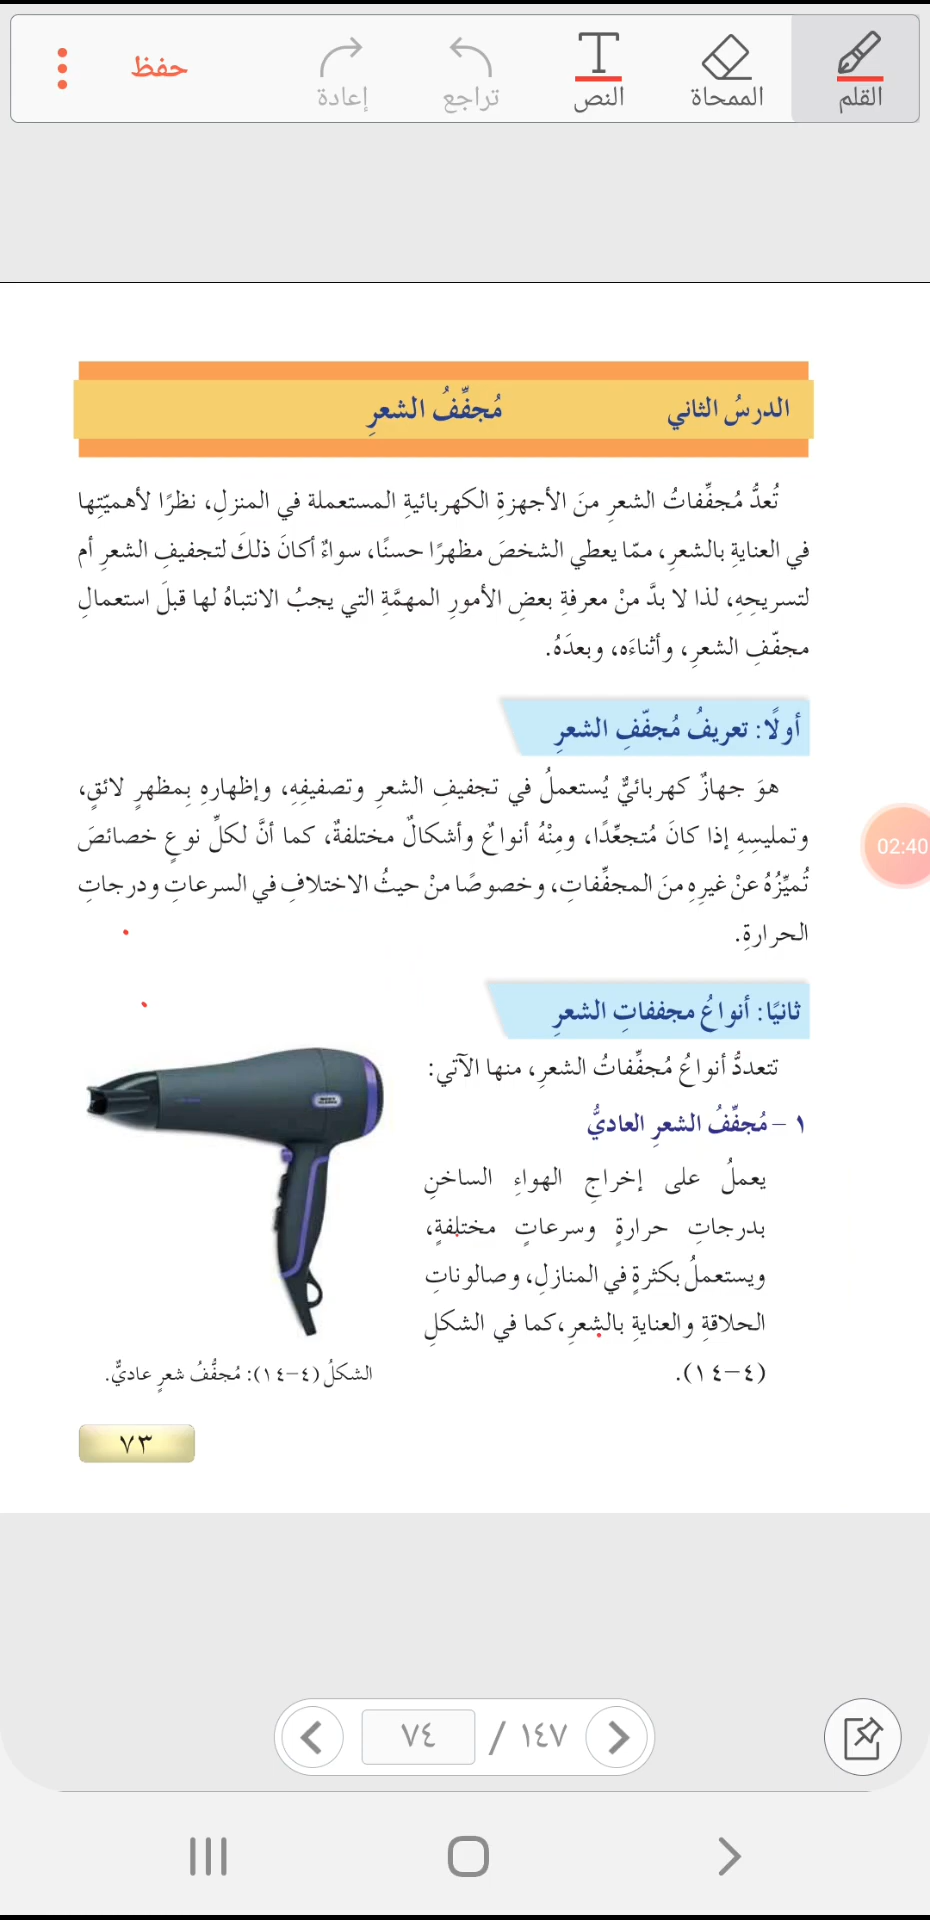 القلم
الممحاة
النص
تراجع
إعادة
حفظ
الدرسُ الثاني
مُجفِّفُ الشعرِ
تُعدُّ مُجفِّفاتُ الشعرِ منَ الأجهزةِ الكهربائيةِ المستعملة في المنزلِ، نظرًا لأهميّتِها
في العنايةِ بالشعرِ، ممّا يعطي الشخصَ مظهرًا حسنًا، سواءٌ أكانَ ذلكَ لتجفيفِ الشعرِ أم
لتسريحِهِ، لذا لا بدَّ منْ معرفةِ بعضِ الأمورِ المهمَّةِ التي يجبُ الانتباهُ لها قبلَ استعمالِ
مجفّفِ الشعرِ، وأثناءَه، وبعدَهُ.
أولًا: تعريفُ مُجفّفِ الشعرِ
هوَ جهازٌ كهربائيٌّ يُستعملُ في تجفيفِ الشعرِ وتصفيفِهِ، وإظهارِهِ بمظهرٍ لائقٍ،
وتمليسِهِ إذا كانَ مُتجعِّدًا، ومِنْهُ أنواعٌ وأشكالٌ مختلفةٌ، كما أنَّ لكلِّ نوعٍ خصائصَ
تُميِّزُهُ عنْ غيرِهِ منَ المجفِّفاتِ، وخصوصًا منْ حيثُ الاختلافِ في السرعاتِ ودرجاتِ
الحرارةِ.
ثانيًا: أنواعُ مجففاتِ الشعرِ
تتعددُّ أنواعُ مُجفِّفاتُ الشعرِ، منها الآتي:
١ – مُجفِّفُ الشعرِ العاديُّ
يعملُ على إخراجِ الهواءِ الساخنِ
بدرجاتِ حرارةٍ وسرعاتٍ مختلفةٍ،
ويستعملُ بكثرةٍ في المنازلِ، وصالوناتِ
الحلاقةِ والعنايةِ بالشعرِ، كما في الشكلِ
(٤-١٤).
الشكلُ (٤-١٤): مُجفُّفُ شعرٍ عاديٌّ.
٧٣
02:40
٧٤ / ١٤٧